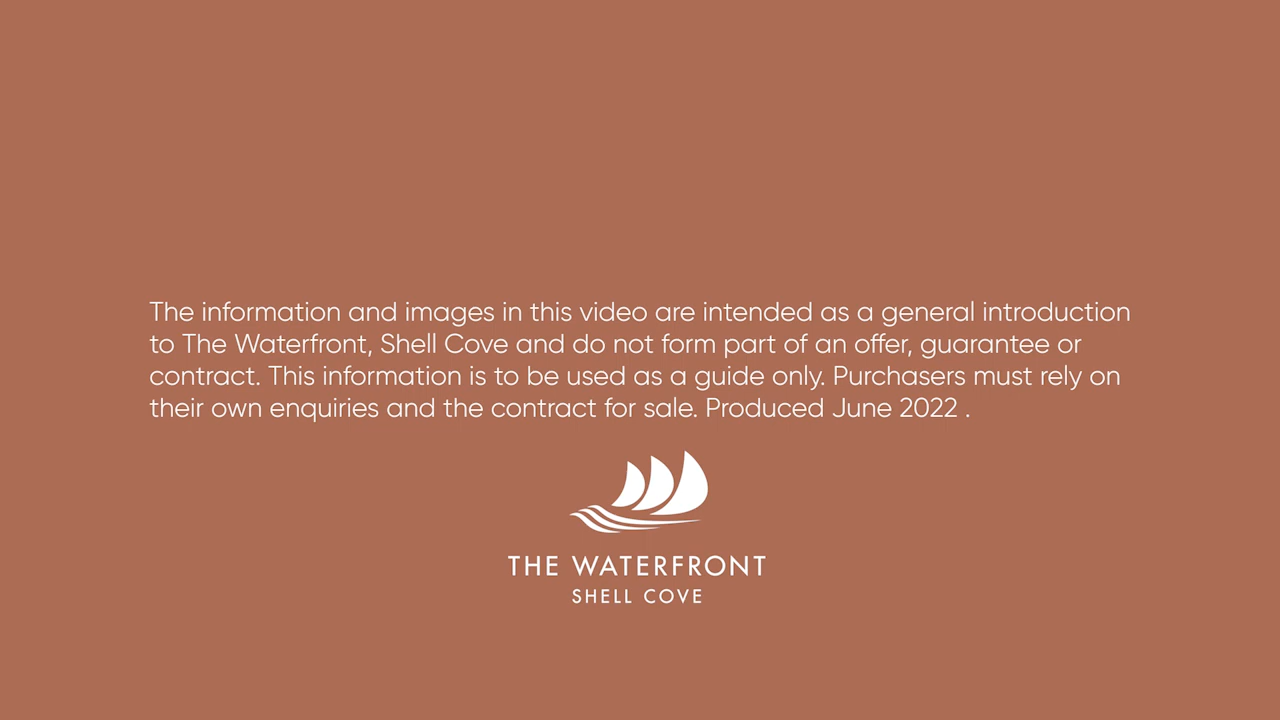 The information and images in this video are intended as a general introduction
to The Waterfront, Shell Cove and do not form part of an offer, guarantee or
contract. This information is to be used as a guide only. Purchasers must rely on
their own enquiries and the contract for sale. Produced June 2022 .
THE WATERFRONT
SHELL COVE